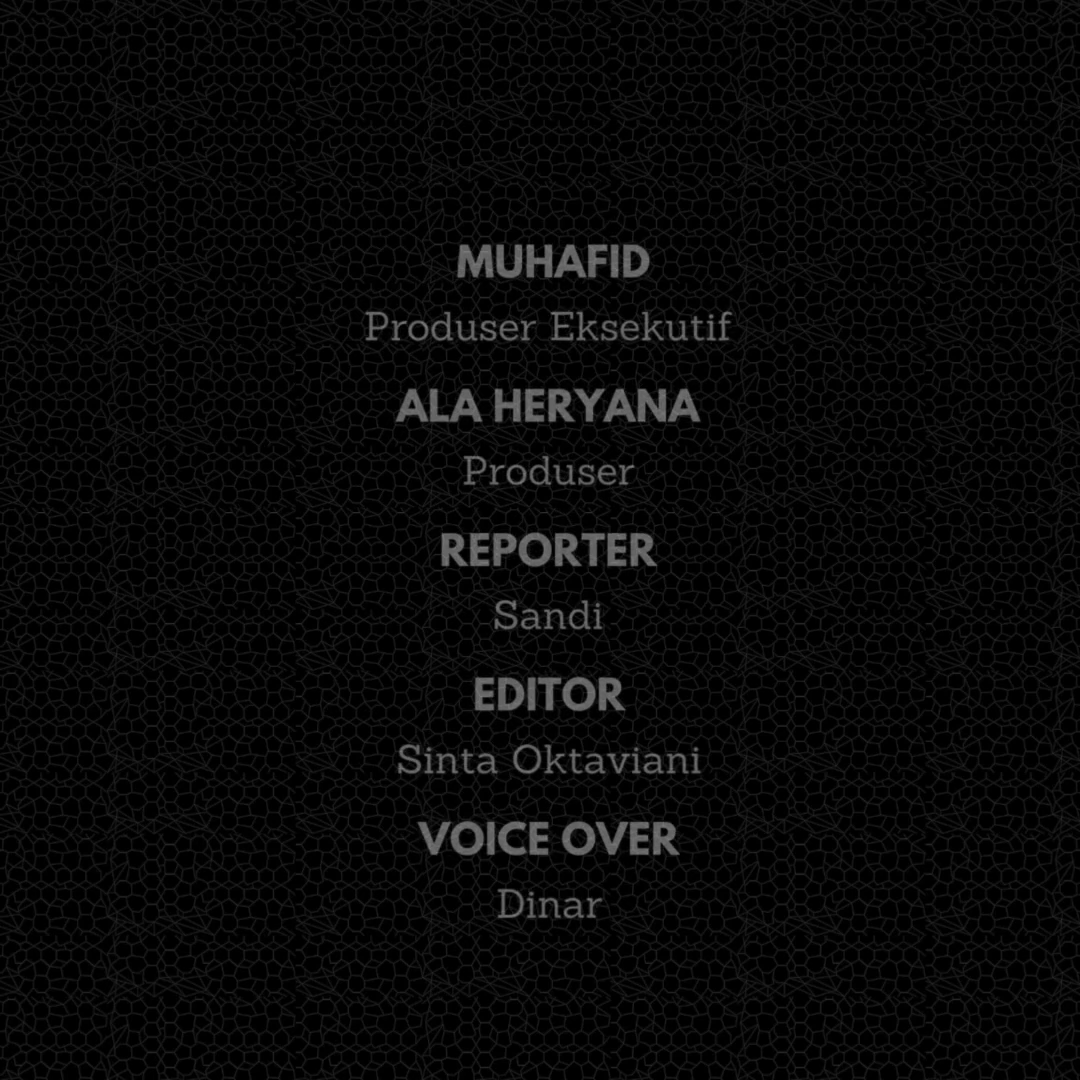 MUHAFID
Produser Eksekutif
ALA HERYANA
Produser
REPORTER
Sandi
EDITOR
Sinta Oktaviani
VOICE OVER
Dinar